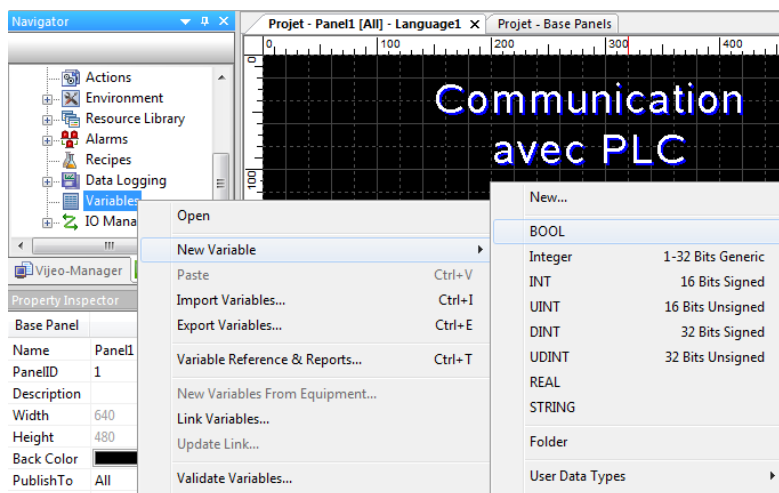 Navigator
Projet - Panel1 [All] - Language1
Projet - Base Panels
0 100 200 300 400
0
100
Communication
avec PLC
Actions
Environment
Resource Library
Alarms
Recipes
Data Logging
Variables
IO Mana
Vijeo-Manager
Property Inspector
Base Panel
Name Panel1
PanelID 1
Description
Width 640
Height 480
Back Color
PublishTo All
Open
New Variable
Paste Ctrl+V
Import Variables... Ctrl+I
Export Variables... Ctrl+E
Variable Reference & Reports... Ctrl+T
New Variables From Equipment...
Link Variables...
Update Link...
Validate Variables...
New...
BOOL
Integer 1-32 Bits Generic
INT 16 Bits Signed
UINT 16 Bits Unsigned
DINT 32 Bits Signed
UDINT 32 Bits Unsigned
REAL
STRING
Folder
User Data Types